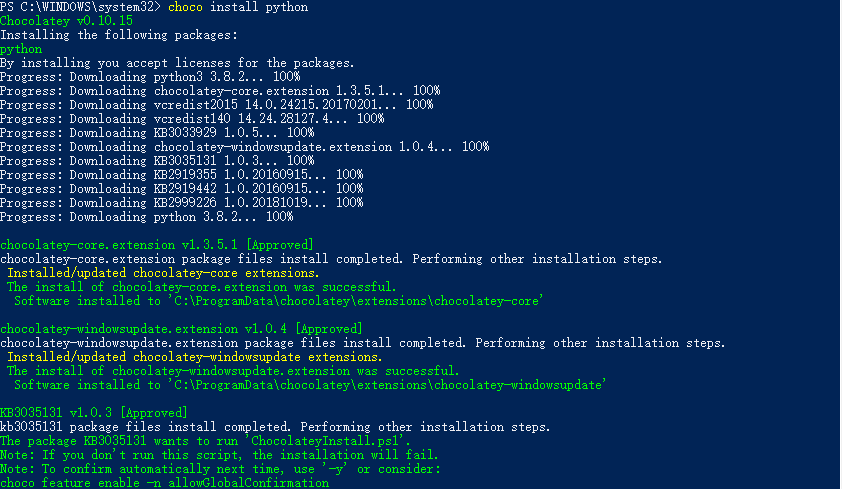 PS C:\WINDOWS\system32> choco install python
Chocolatey v0.10.15
Installing the following packages:
python
By installing you accept licenses for the packages.
Progress: Downloading python3 3.8.2... 100%
Progress: Downloading chocolatey-core.extension 1.3.5.1... 100%
Progress: Downloading vcredist2015 14.0.24215.20170201... 100%
Progress: Downloading vcredist140 14.24.28127.4... 100%
Progress: Downloading KB3033929 1.0.5... 100%
Progress: Downloading chocolatey-windowsupdate.extension 1.0.4... 100%
Progress: Downloading KB3035131 1.0.3... 100%
Progress: Downloading KB2919355 1.0.20160915... 100%
Progress: Downloading KB2919442 1.0.20160915... 100%
Progress: Downloading KB2999226 1.0.20181019... 100%
Progress: Downloading python 3.8.2... 100%
chocolatey-core.extension v1.3.5.1 [Approved]
chocolatey-core.extension package files install completed. Performing other installation steps.
Installed/updated chocolatey-core extensions.
The install of chocolatey-core.extension was successful.
Software installed to 'C:\ProgramData\chocolatey\extensions\chocolatey-core'
chocolatey-windowsupdate.extension v1.0.4 [Approved]
chocolatey-windowsupdate.extension package files install completed. Performing other installation steps.
Installed/updated chocolatey-windowsupdate extensions.
The install of chocolatey-windowsupdate.extension was successful.
Software installed to 'C:\ProgramData\chocolatey\extensions\chocolatey-windowsupdate'
KB3035131 v1.0.3 [Approved]
kb3035131 package files install completed. Performing other installation steps.
The package KB3035131 wants to run 'ChocolateyInstall.ps1'.
Note: If you don't run this script, the installation will fail.
Note: To confirm automatically next time, use '-y' or consider:
choco feature enable -n allowGlobalConfirmation